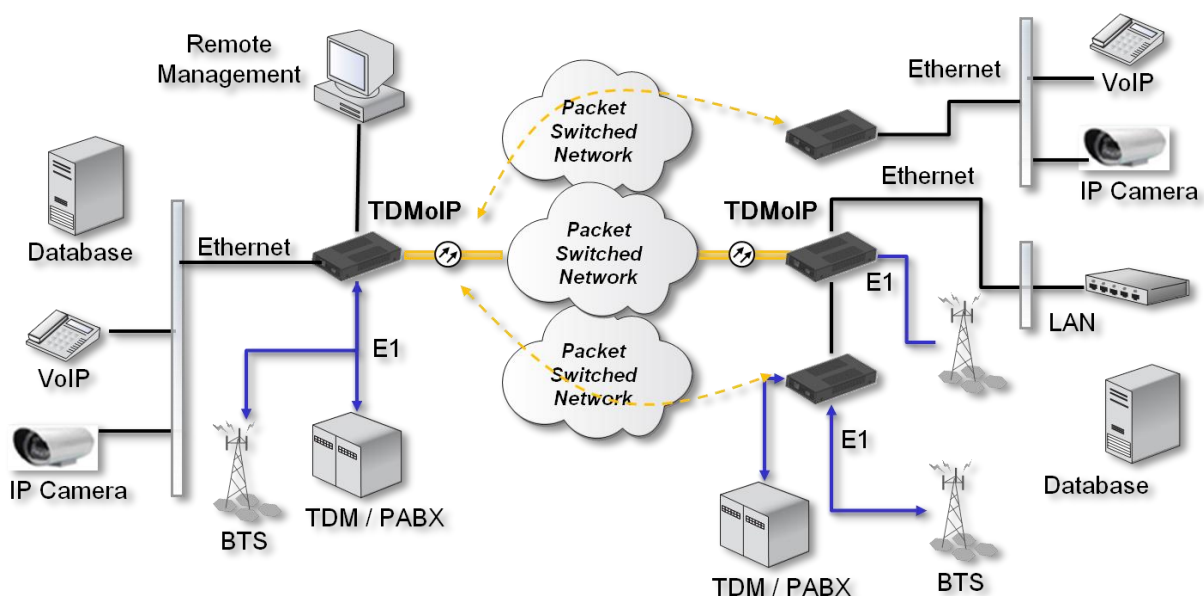 Remote
Management
Database
Ethernet
VoIP
IP Camera
E1
BTS
TDM / PABX
TDMoIP
Packet
Switched
Network
Packet
Switched
Network
Packet
Switched
Network
TDMoIP
Ethernet
VoIP
IP Camera
Ethernet
E1
LAN
E1
Database
TDM / PABX
BTS